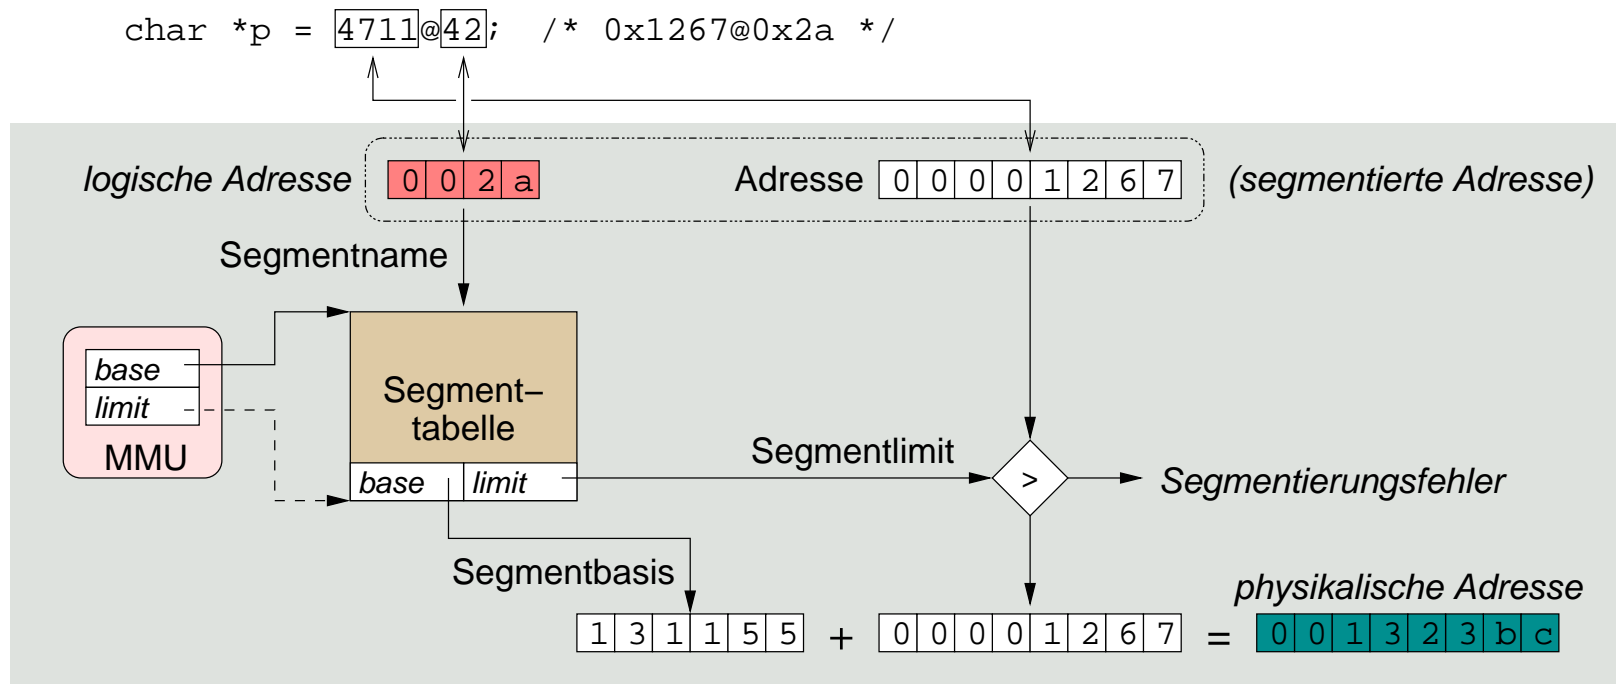 char *p = 4711@42; /* 0x1267@0x2a */
logische Adresse 0 0 2 a Adresse 0 0 0 0 1 2 6 7 (segmentierte Adresse)
Segmentname
base
limit
MMU
Segment–
tabelle
base limit
Segmentlimit
>
Segmentierungsfehler
Segmentbasis
physikalische Adresse
1 3 1 1 5 5 + 0 0 0 0 1 2 6 7 = 0 0 1 3 2 3 b c